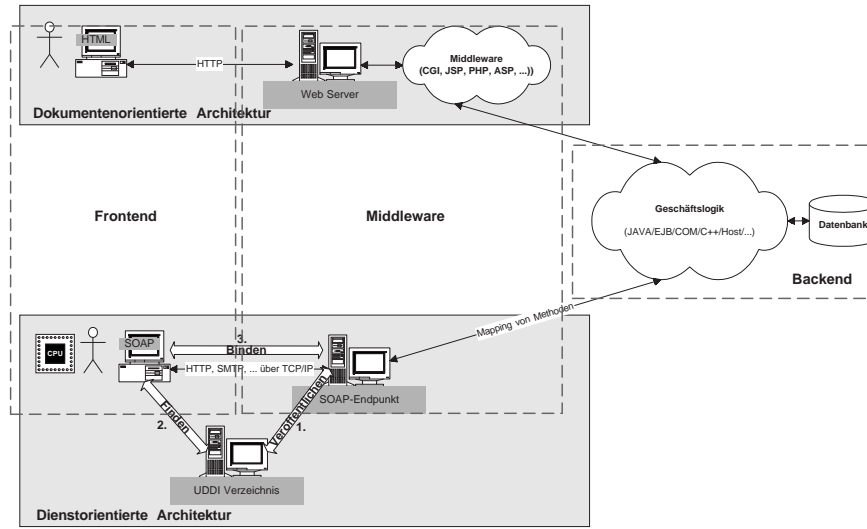 HTML
HTTP
Web Server
Middleware
(CGI, JSP, PHP, ASP, ...))
Dokumentenorientierte Architektur
Frontend
Middleware
Geschäftslogik
(JAVA/EJB/COM/C++/Host/...)
Datenbank
Backend
Mapping von Methoden
CPU
SOAP
3.
Binden
HTTP, SMTP, ... über TCP/IP
SOAP-Endpunkt
Finden
2.
Veröffentlichen
1.
UDDI Verzeichnis
Dienstorientierte Architektur